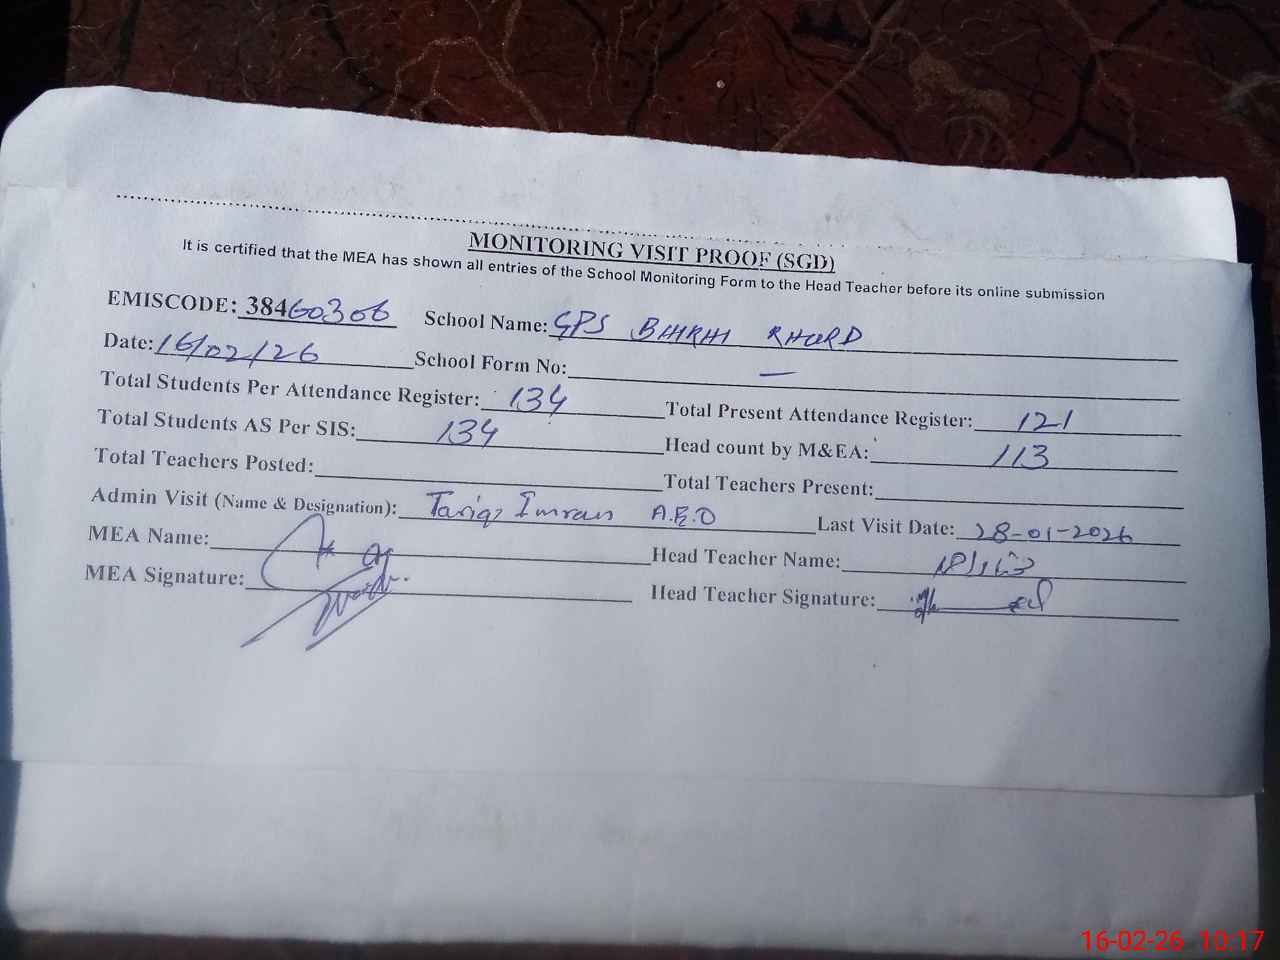 MONITORING VISIT PROOF (SGD)
It is certified that the MEA has shown all entries of the School Monitoring Form to the Head Teacher before its online submission
EMISCODE: 38460306 School Name: GPS
Date: 16/02/26 School Form No: —
Total Students Per Attendance Register: 134 Total Present Attendance Register: 121
Total Students AS Per SIS: 134 Head count by M&EA: 113
Total Teachers Posted: Total Teachers Present:
Admin Visit (Name & Designation): Tariq Imran A.E.O Last Visit Date: 28-01-2026
MEA Name: Head Teacher Name:
MEA Signature: Head Teacher Signature:
16-02-26 10:17